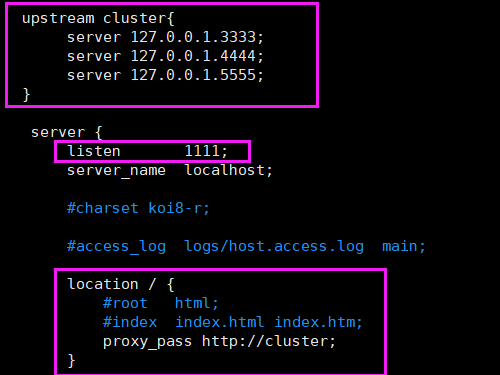 upstream cluster{
server 127.0.0.1.3333;
server 127.0.0.1.4444;
server 127.0.0.1.5555;
}
server {
listen 1111;
server_name localhost;
#charset koi8-r;
#access_log logs/host.access.log main;
location / {
#root html;
#index index.html index.htm;
proxy_pass http://cluster;
}